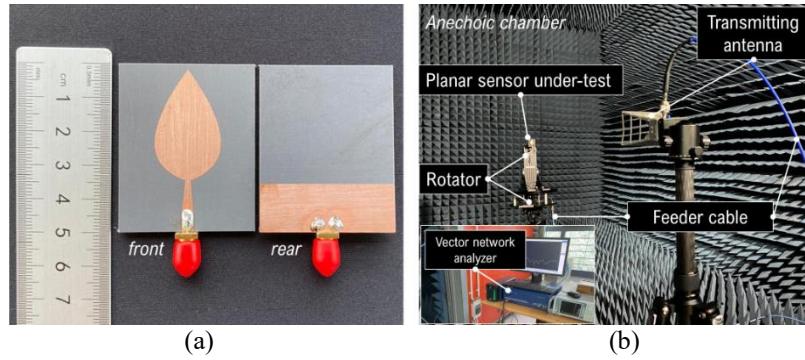 cm
1
2
3
4
5
6
7
front
rear
(a)
Anechoic chamber
Transmitting
antenna
Planar sensor under-test
Rotator
Feeder cable
Vector network
analyzer
(b)